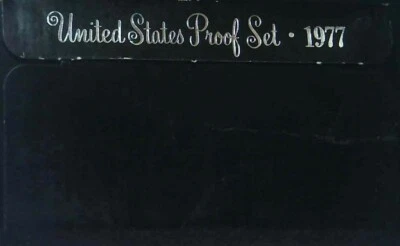 United States Proof Set · 1977